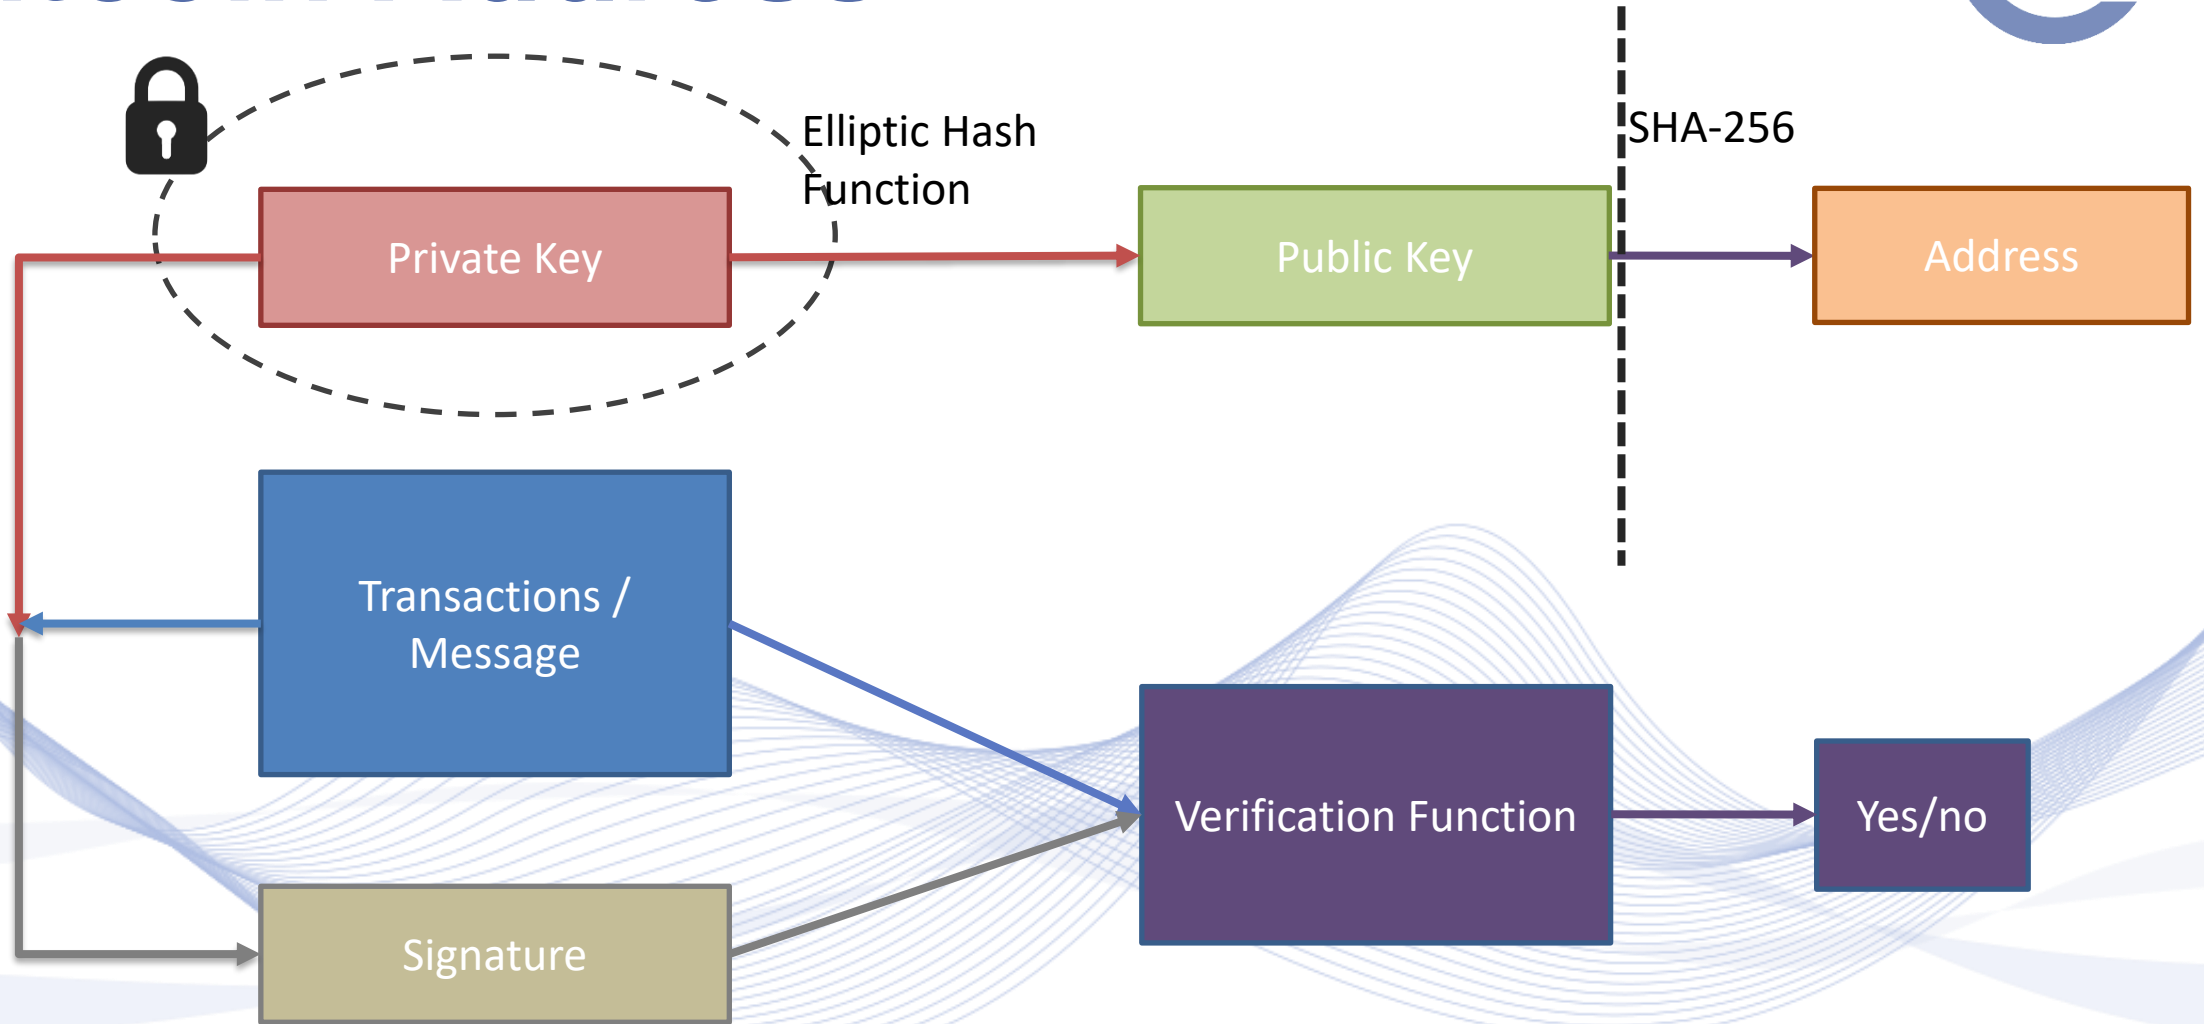 Elliptic Hash
Function
SHA-256
Private Key
Public Key
Address
Transactions /
Message
Verification Function
Yes/no
Signature